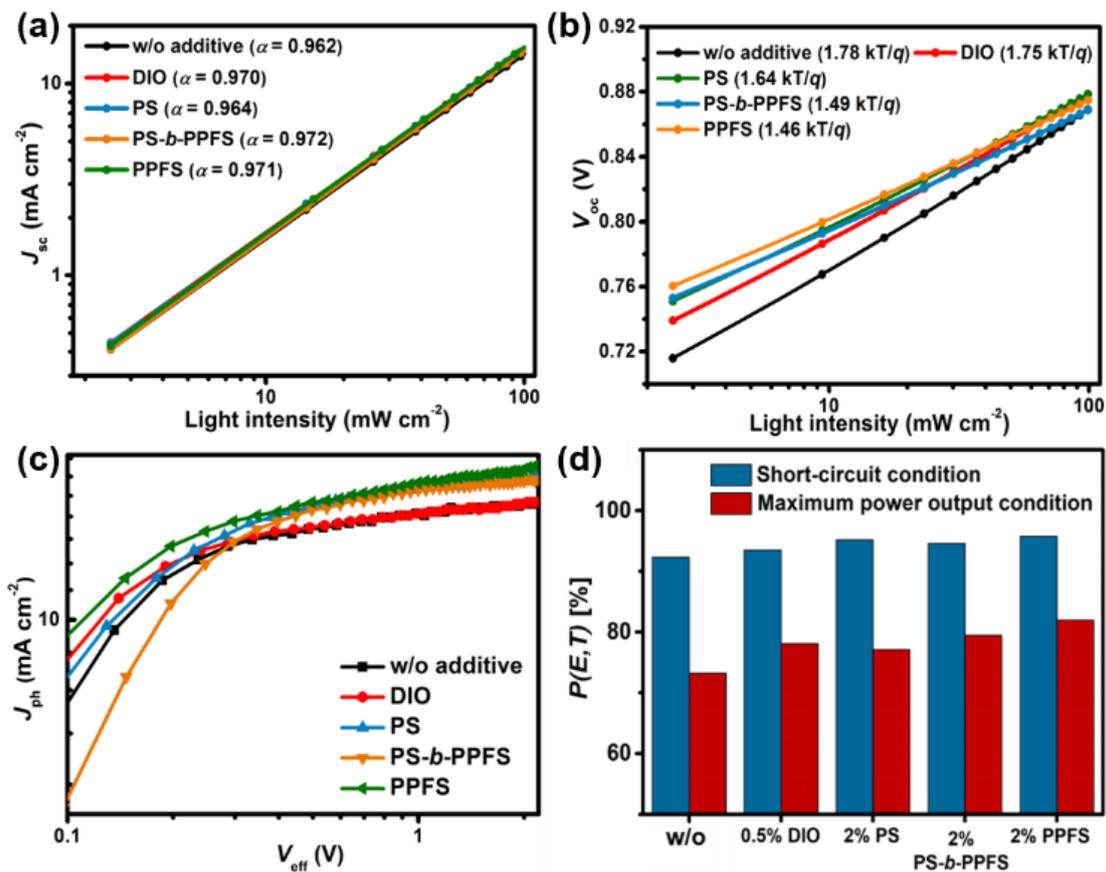 (a)
w/o additive (α = 0.962)
DIO (α = 0.970)
PS (α = 0.964)
PS-b-PPFS (α = 0.972)
PPFS (α = 0.971)
10
1
Jsc (mA cm-2)
10
100
Light intensity (mW cm-2)
(b)
w/o additive (1.78 kT/q)
DIO (1.75 kT/q)
PS (1.64 kT/q)
PS-b-PPFS (1.49 kT/q)
PPFS (1.46 kT/q)
0.92
0.88
0.84
0.80
0.76
0.72
Voc (V)
10
100
Light intensity (mW cm-2)
(c)
10
Jph (mA cm-2)
w/o additive
DIO
PS
PS-b-PPFS
PPFS
0.1
1
Veff (V)
(d)
Short-circuit condition
Maximum power output condition
100
80
60
P(E,T) [%]
w/o
0.5% DIO
2% PS
2%
PS-b-PPFS
2% PPFS